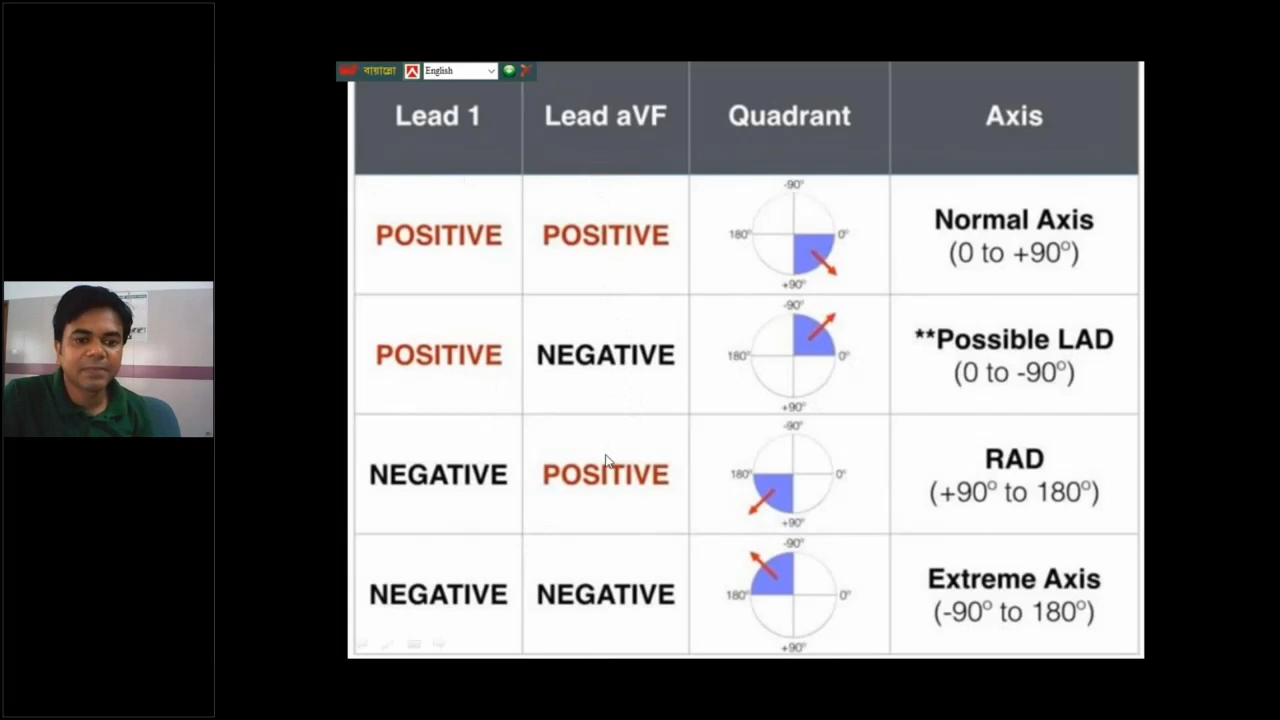 বায়ান্নো English
Lead 1 Lead aVF Quadrant Axis
POSITIVE POSITIVE -90° 180° 0° +90° Normal Axis
(0 to +90°)
POSITIVE NEGATIVE -90° 180° 0° +90° **Possible LAD
(0 to -90°)
NEGATIVE POSITIVE -90° 180° 0° +90° RAD
(+90° to 180°)
NEGATIVE NEGATIVE -90° 180° 0° +90° Extreme Axis
(-90° to 180°)